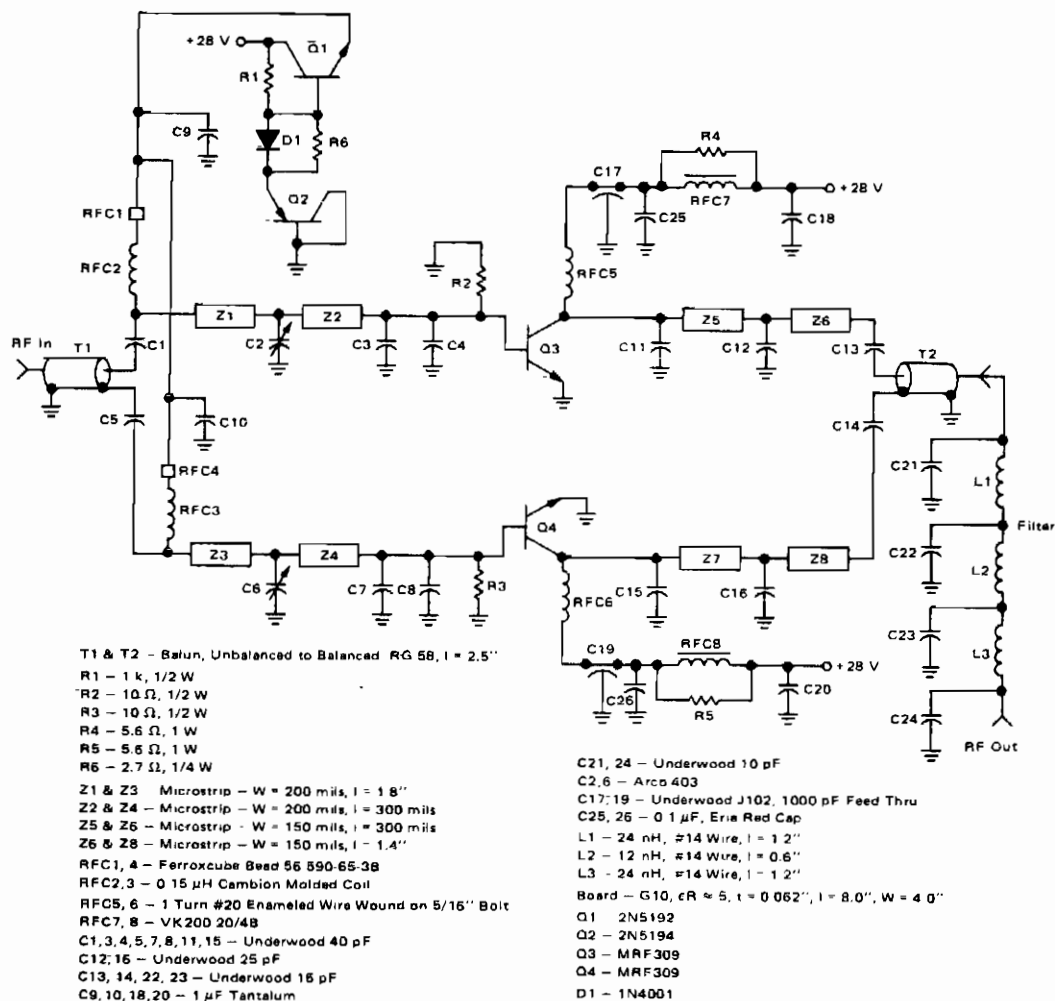 +28 V
Q1
R1
C9
D1
R6
Q2
RFC1
RFC2
R4
C17
RFC7
+28 V
C25
C18
RFC5
R2
Z1
Z2
Z5
Z6
RF In
T1
C1
C2
C3
C4
Q3
C11
C12
C13
T2
C5
C10
C14
RFC4
RFC3
C21
L1
Q4
Filter
Z3
Z4
Z7
Z8
C22
L2
C6
C7
C8
R3
RFC6
C15
C16
C23
L3
C19
RFC8
+28 V
C26
C20
R5
C24
RF Out
T1 & T2 – Balun, Unbalanced to Balanced RG 58, l = 2.5"
R1 – 1 k, 1/2 W
R2 – 10 Ω, 1/2 W
R3 – 10 Ω, 1/2 W
R4 – 5.6 Ω, 1 W
R5 – 5.6 Ω, 1 W
R6 – 2.7 Ω, 1/4 W
Z1 & Z3 Microstrip – W = 200 mils, l = 1.8"
Z2 & Z4 – Microstrip – W = 200 mils, l = 300 mils
Z5 & Z6 – Microstrip - W = 150 mils, l = 300 mils
Z6 & Z8 – Microstrip – W = 150 mils, l = 1.4"
RFC1, 4 – Ferroxcube Bead 56 590-65-3B
RFC2,3 – 0 15 μH Cambion Molded Coil
RFC5, 6 – 1 Turn #20 Enameled Wire Wound on 5/16" Bolt
RFC7, 8 – VK200 20/4B
C1,3,4,5,7,8,11,15 – Underwood 40 pF
C12,16 – Underwood 25 pF
C13, 14, 22, 23 – Underwood 15 pF
C9,10,18,20 – 1 μF Tantalum
C21, 24 – Underwood 10 pF
C2,6 – Arco 403
C17,19 – Underwood J102, 1000 pF Feed Thru
C25, 26 – 0 1 μF, Erie Red Cap
L1 – 24 nH, #14 Wire, l = 1 2"
L2 – 12 nH, #14 Wire, l = 0.6"
L3 - 24 nH, #14 Wire, l = 1 2"
Board – G10, εR ≈ 5, t = 0 062", l = 8.0", W = 4 0"
Q1 2N5192
Q2 – 2N5194
Q3 – MRF309
Q4 – MRF309
D1 – 1N4001